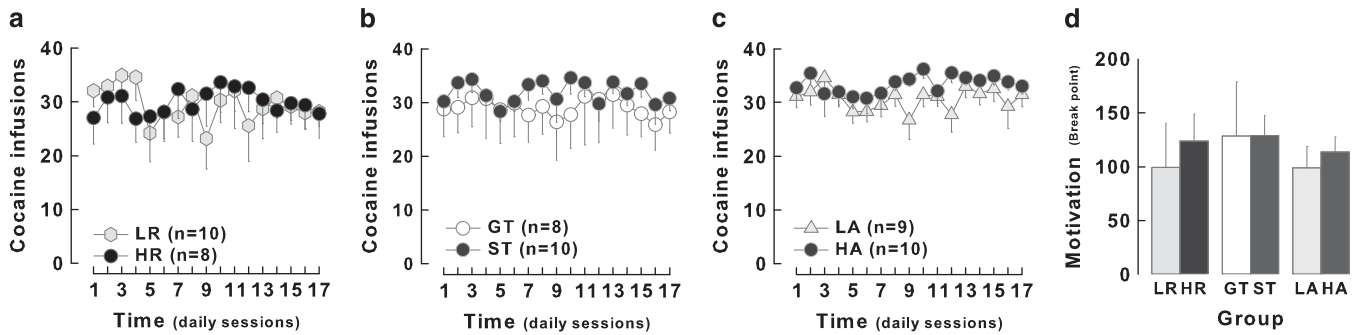 a
Cocaine infusions
40
30
20
10
0
LR (n=10)
HR (n=8)
1 3 5 7 9 11 13 15 17
Time (daily sessions)
b
Cocaine infusions
40
30
20
10
0
GT (n=8)
ST (n=10)
1 3 5 7 9 11 13 15 17
Time (daily sessions)
c
Cocaine infusions
40
30
20
10
0
LA (n=9)
HA (n=10)
1 3 5 7 9 11 13 15 17
Time (daily sessions)
d
Motivation (Break point)
200
150
100
50
0
LR HR GT ST LA HA
Group